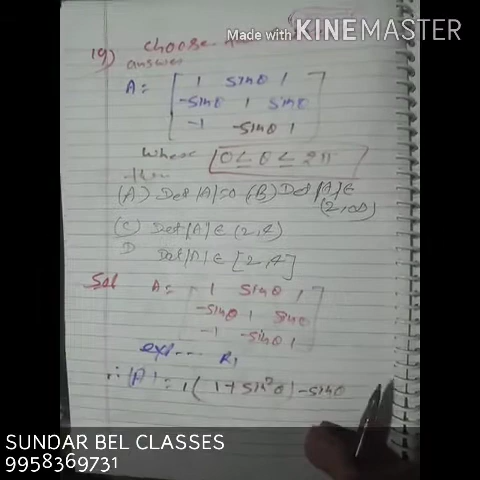 Made with KINEMASTER
19) choose
answer
A = [ 1 sinθ 1
-sinθ 1 sinθ
-1 -sinθ 1 ]
where 0 ≤ θ ≤ 2π
then
(A) Det |A| = 0 (B) Det |A| ∈
(2, ∞)
(C) Det |A| ∈ (2, 4)
D Det |A| ∈ [2, 4]
Sol A = [ 1 sinθ 1
-sinθ 1 sinθ
-1 -sinθ 1 ]
exp.... R1
∴ |A| = 1( 1 + sin²θ) - sinθ
SUNDAR BEL CLASSES
9958369731